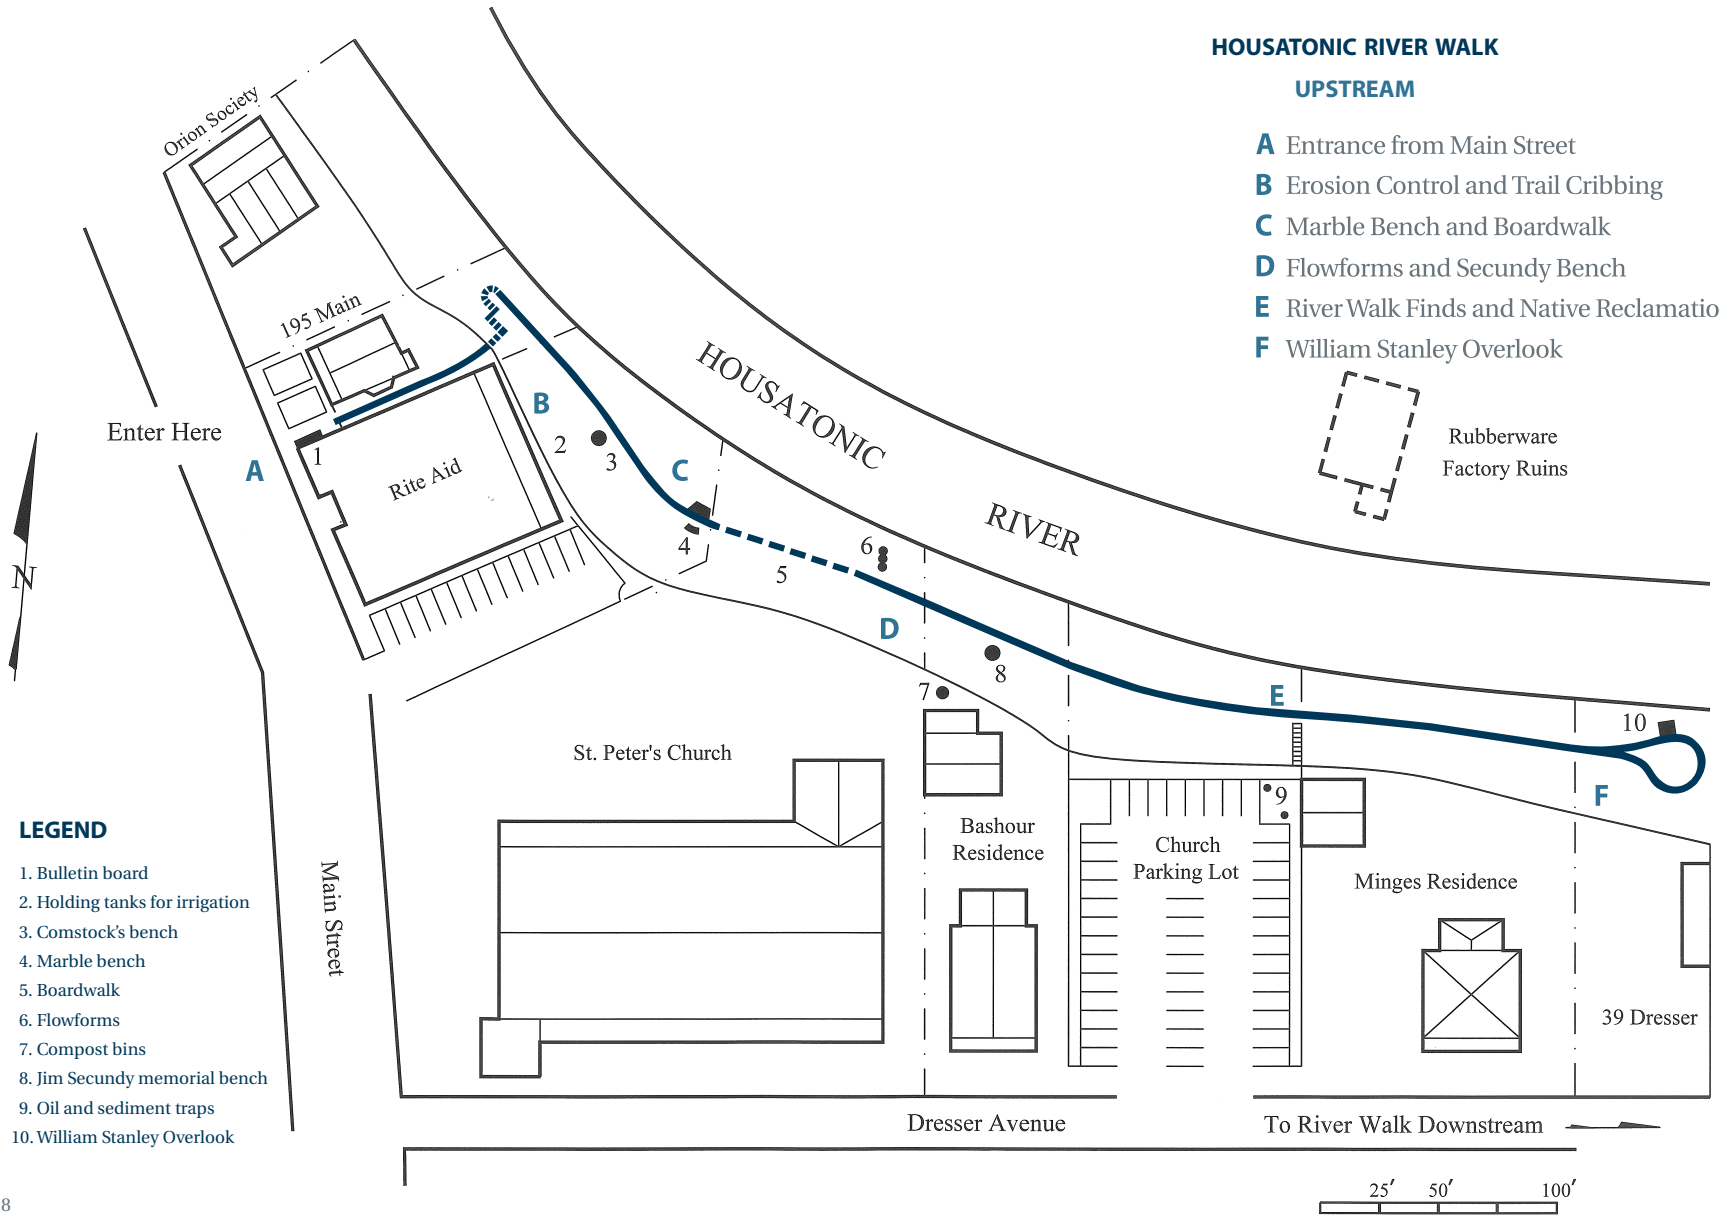 HOUSATONIC RIVER WALK
UPSTREAM
A Entrance from Main Street
B Erosion Control and Trail Cribbing
C Marble Bench and Boardwalk
D Flowforms and Secundy Bench
E River Walk Finds and Native Reclamatio
F William Stanley Overlook
Orion Society
195 Main
Enter Here
A
1
Rite Aid
B
2
3
C
4
5
6
HOUSATONIC
RIVER
Rubberware
Factory Ruins
N
D
7
8
E
10
F
St. Peter's Church
Bashour
Residence
9
Church
Parking Lot
Minges Residence
39 Dresser
Main Street
LEGEND
1. Bulletin board
2. Holding tanks for irrigation
3. Comstock's bench
4. Marble bench
5. Boardwalk
6. Flowforms
7. Compost bins
8. Jim Secundy memorial bench
9. Oil and sediment traps
10. William Stanley Overlook
Dresser Avenue
To River Walk Downstream
25′ 50′ 100′
8